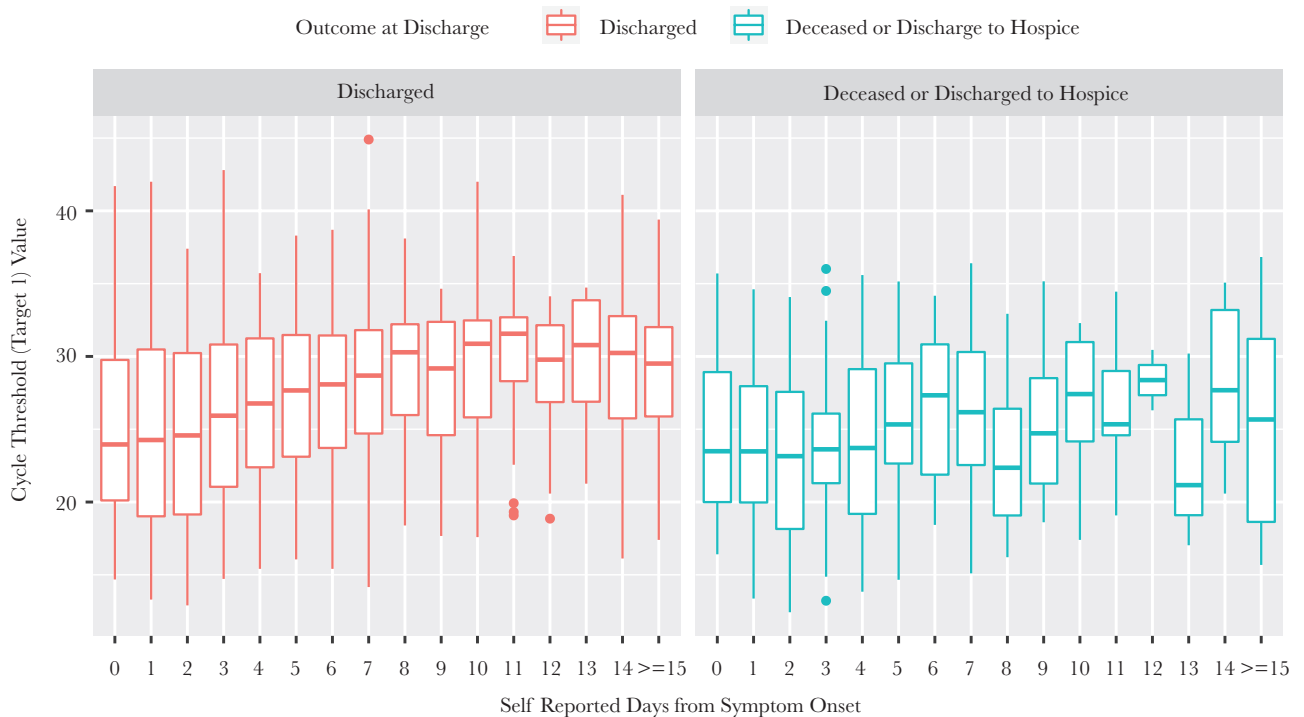 Outcome at Discharge Discharged Deceased or Discharge to Hospice
Discharged Deceased or Discharged to Hospice
Cycle Threshold (Target 1) Value
40
30
20
0 1 2 3 4 5 6 7 8 9 10 11 12 13 14 >=15 0 1 2 3 4 5 6 7 8 9 10 11 12 13 14 >=15
Self Reported Days from Symptom Onset